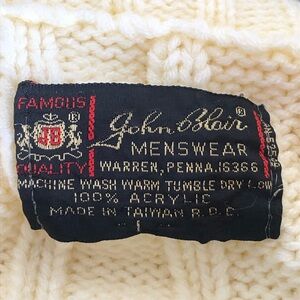 FAMOUS
JB ®
QUALITY
John Blair ®
MENSWEAR
WARREN, PENNA. 16366
MACHINE WASH WARM TUMBLE DRY LOW
100% ACRYLIC
MADE IN TAIWAN R.O.C.